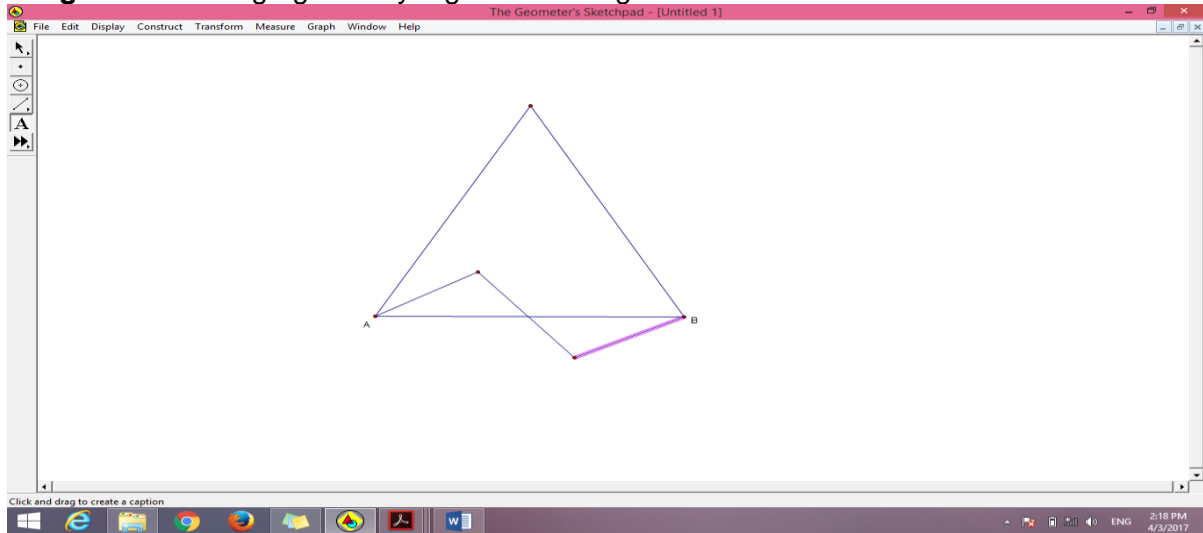 The Geometer's Sketchpad - [Untitled 1]
File Edit Display Construct Transform Measure Graph Window Help
A
A
B
Click and drag to create a caption
ENG
2:18 PM
4/3/2017